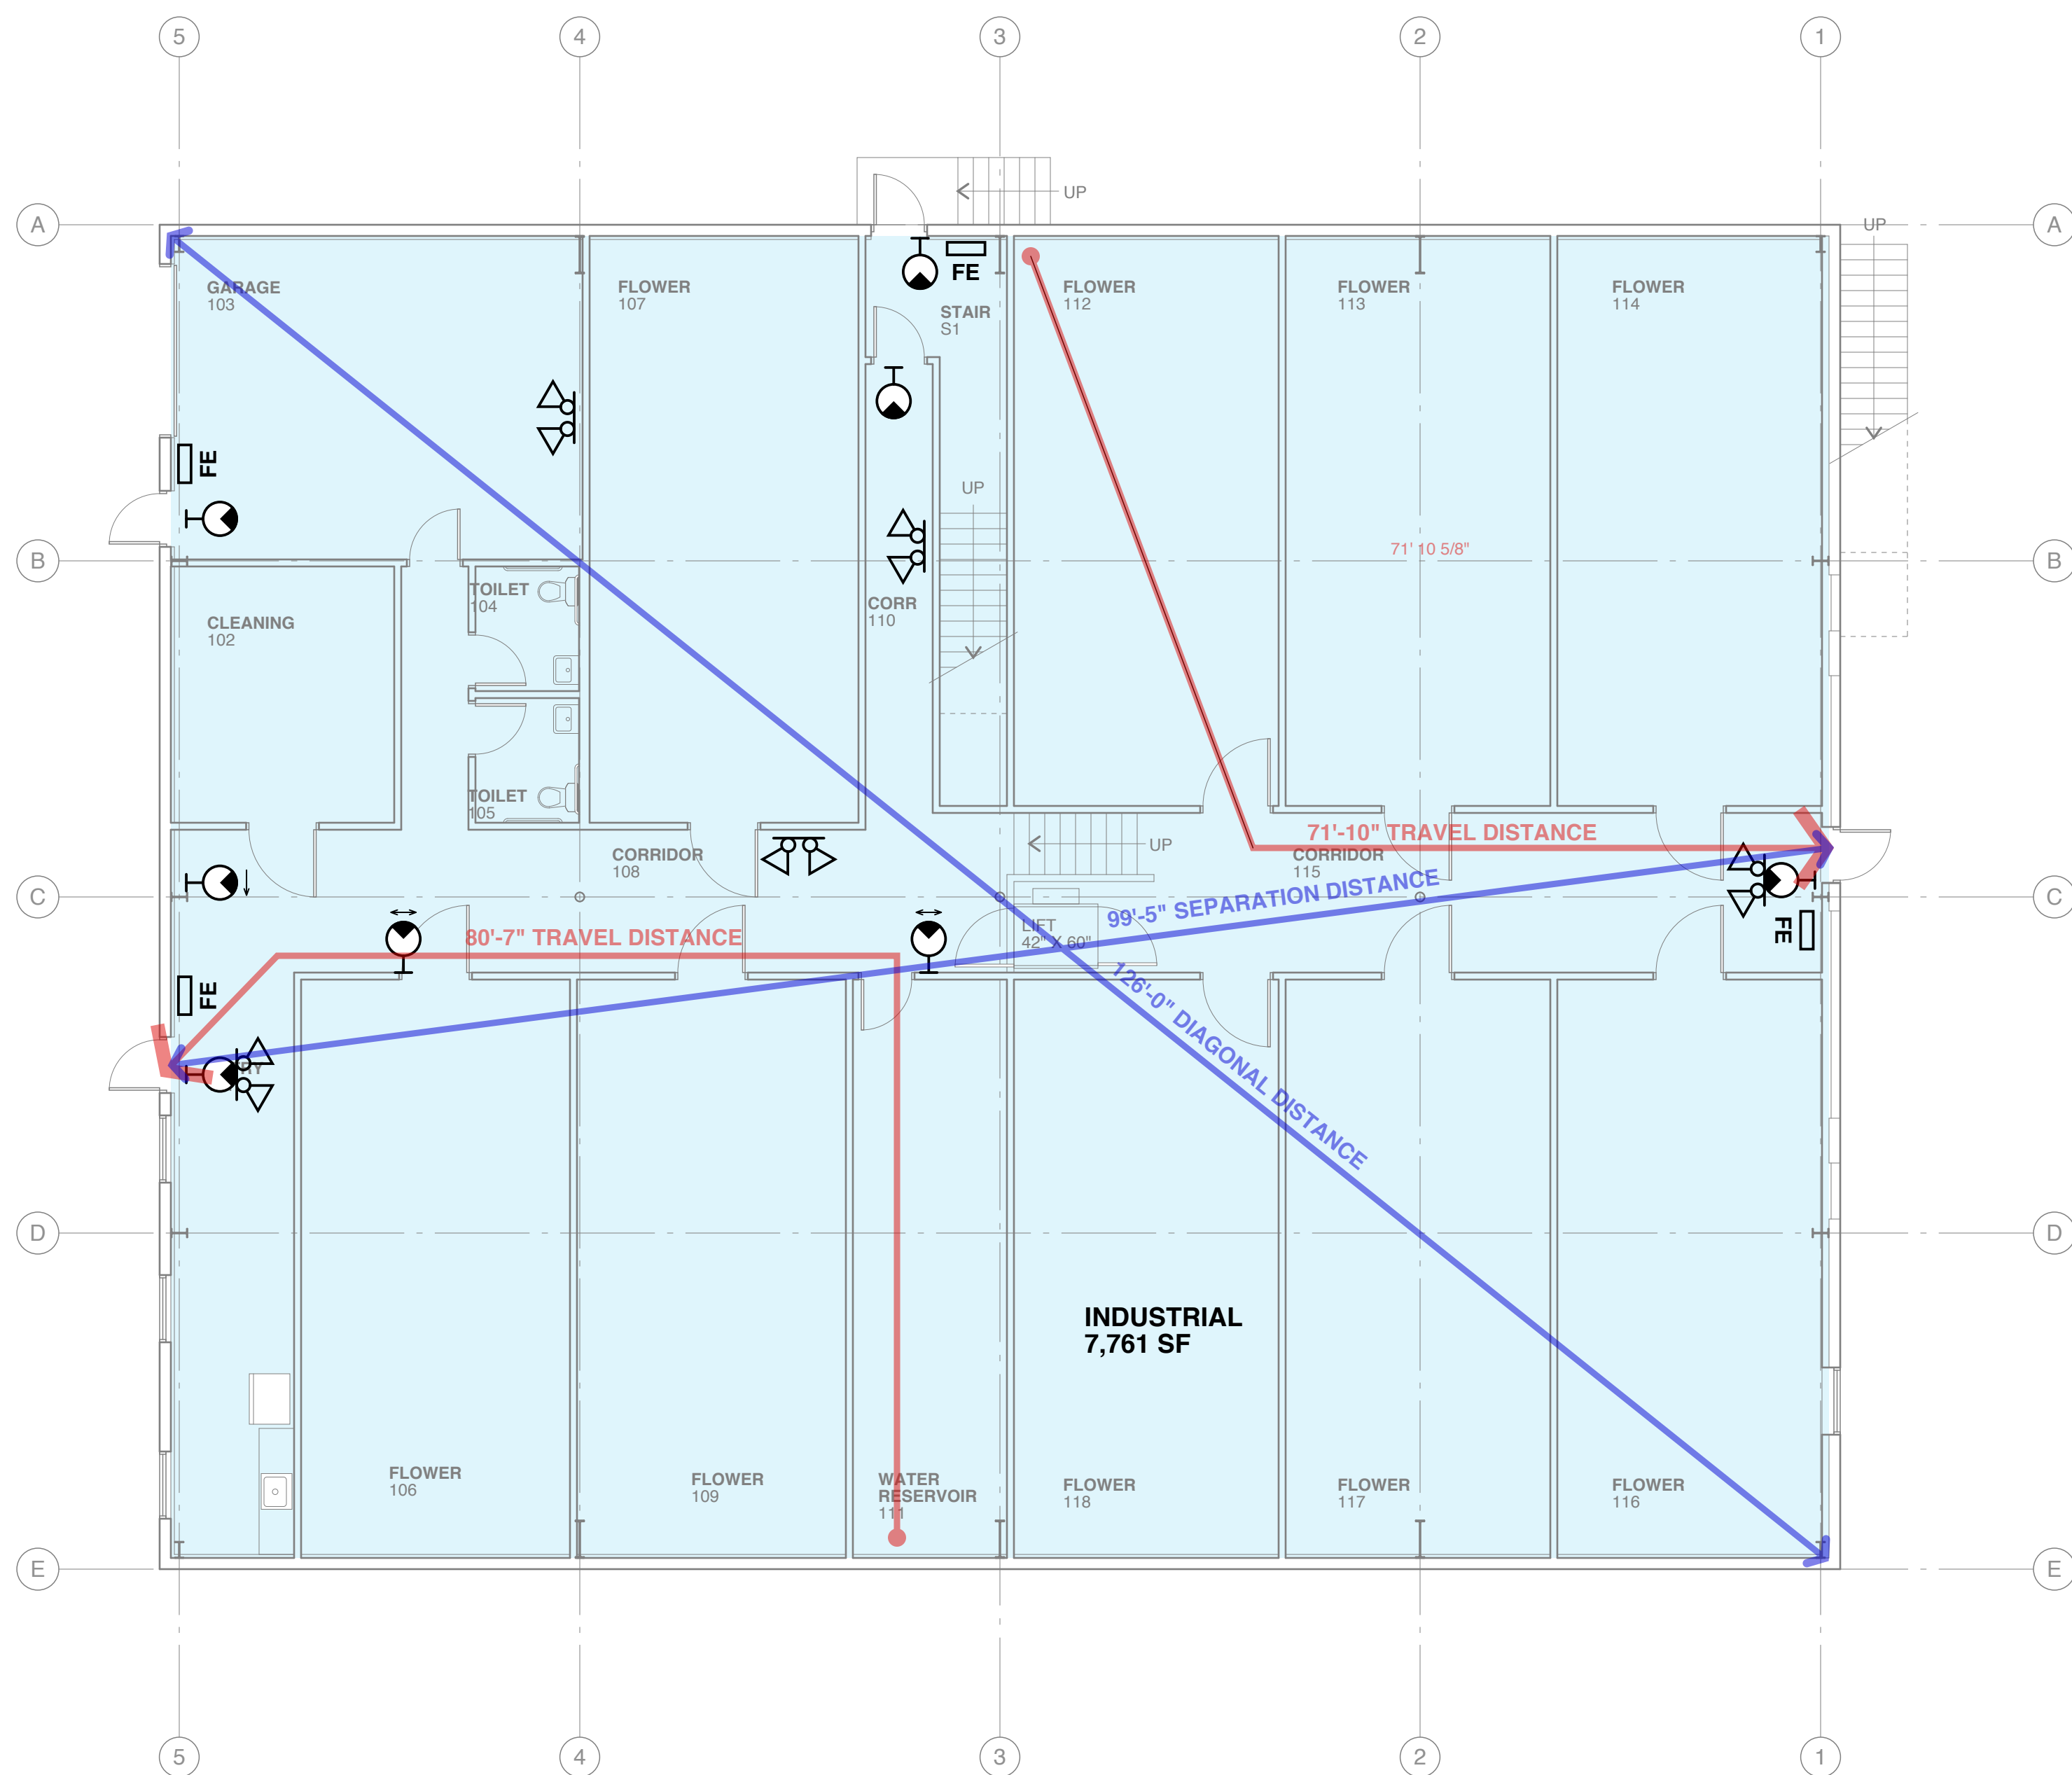 5 4 3 2 1
UP
A A
UP
GARAGE
103
FLOWER
107
FE
STAIR
S1
FLOWER
112
FLOWER
113
FLOWER
114
FE
UP
71' 10 5/8"
B B
TOILET
104
CORR
110
CLEANING
102
TOILET
105
71'-10" TRAVEL DISTANCE
UP
CORRIDOR
108
CORRIDOR
115
C C
99'-5" SEPARATION DISTANCE
LIFT
42" X 60"
FE
80'-7" TRAVEL DISTANCE
FE
RY
126'-0" DIAGONAL DISTANCE
D D
INDUSTRIAL
7,761 SF
FLOWER
106
FLOWER
109
WATER
RESERVOIR
111
FLOWER
118
FLOWER
117
FLOWER
116
E E
5 4 3 2 1